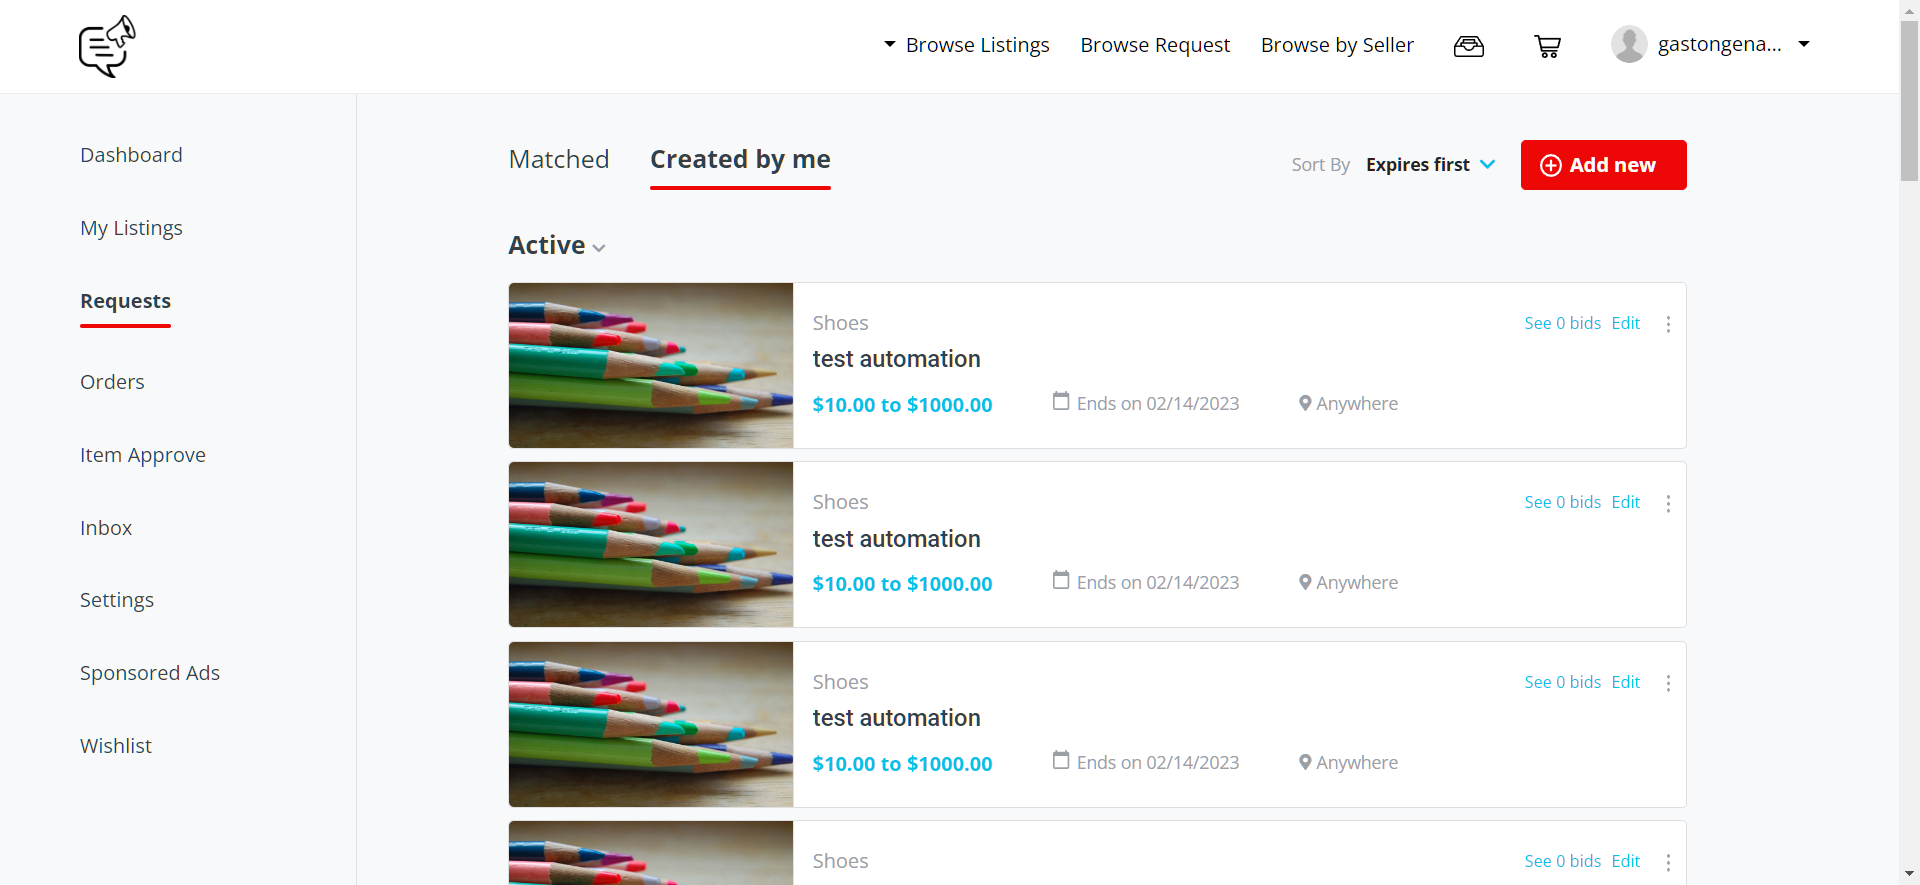 Browse Listings Browse Request Browse by Seller gastongena...
Dashboard
My Listings
Requests
Orders
Item Approve
Inbox
Settings
Sponsored Ads
Wishlist
Matched Created by me Sort By Expires first Add new
Active
Shoes See 0 bids Edit
test automation
$10.00 to $1000.00 Ends on 02/14/2023 Anywhere
Shoes See 0 bids Edit
test automation
$10.00 to $1000.00 Ends on 02/14/2023 Anywhere
Shoes See 0 bids Edit
test automation
$10.00 to $1000.00 Ends on 02/14/2023 Anywhere
Shoes See 0 bids Edit